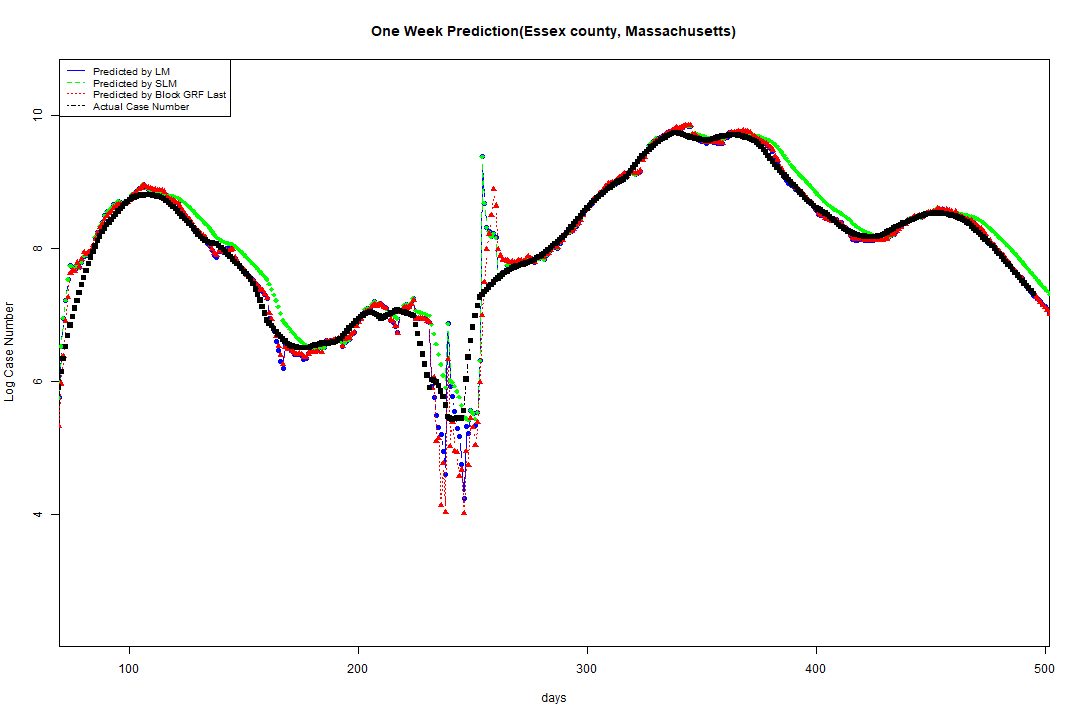 One Week Prediction(Essex county, Massachusetts)
Predicted by LM
Predicted by SLM
Predicted by Block GRF Last
Actual Case Number
Log Case Number
10
8
6
4
100 200 300 400 500
days